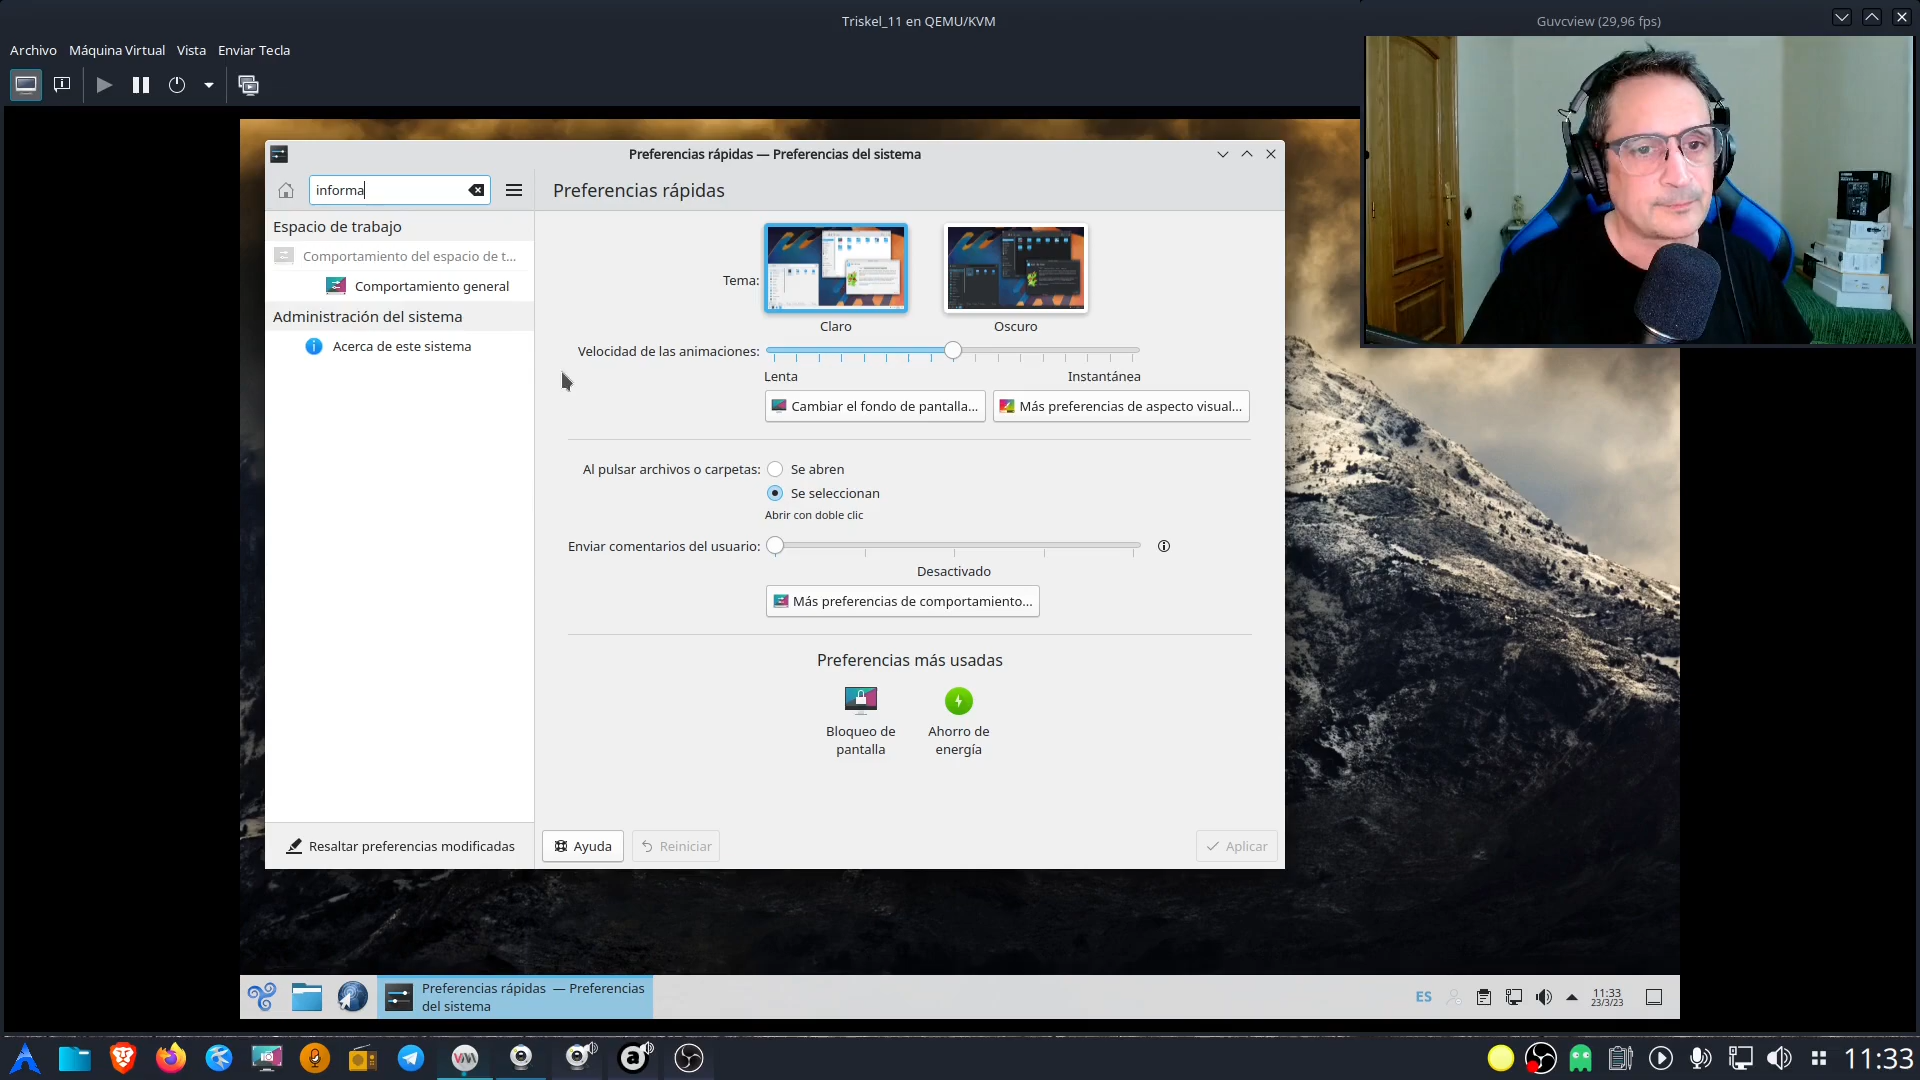 Triskel_11 en QEMU/KVM
Guvcview (29,96 fps)
Archivo Máquina Virtual Vista Enviar Tecla
Preferencias rápidas — Preferencias del sistema
informa
Preferencias rápidas
Espacio de trabajo
Comportamiento del espacio de t...
Comportamiento general
Administración del sistema
Acerca de este sistema
Tema:
Claro
Oscuro
Velocidad de las animaciones:
Lenta
Instantánea
Cambiar el fondo de pantalla...
Más preferencias de aspecto visual...
Al pulsar archivos o carpetas:
Se abren
Se seleccionan
Abrir con doble clic
Enviar comentarios del usuario:
Desactivado
Más preferencias de comportamiento...
Preferencias más usadas
Bloqueo de
pantalla
Ahorro de
energía
Resaltar preferencias modificadas
Ayuda
Reiniciar
Aplicar
Preferencias rápidas — Preferencias
del sistema
ES
11:33
23/3/23
11:33